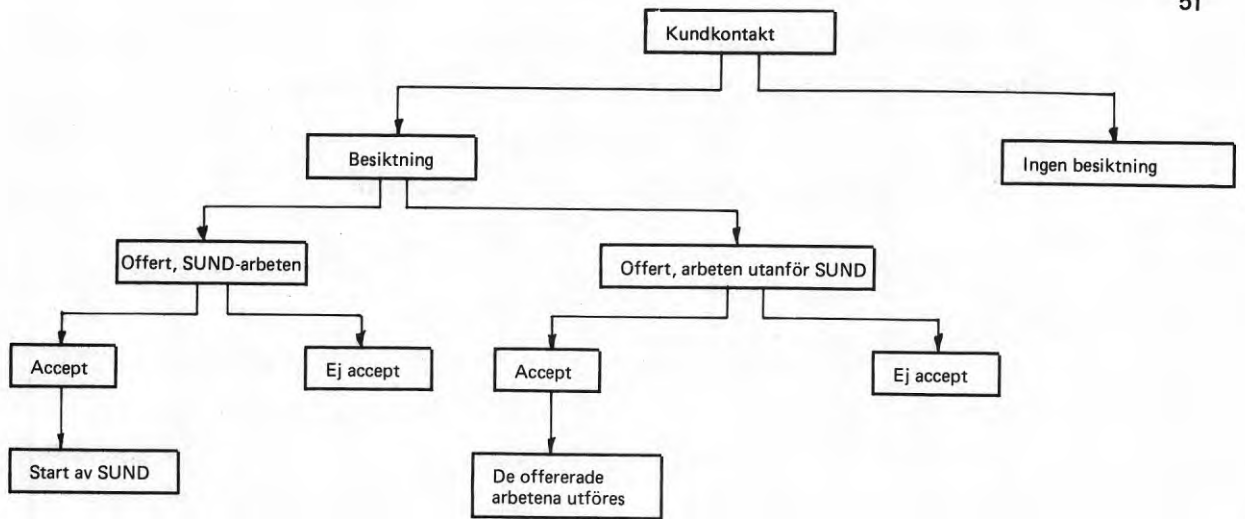 51
Kundkontakt
Besiktning
Ingen besiktning
Offert, SUND-arbeten
Offert, arbeten utanför SUND
Accept
Ej accept
Accept
Ej accept
Start av SUND
De offererade
arbetena utföres